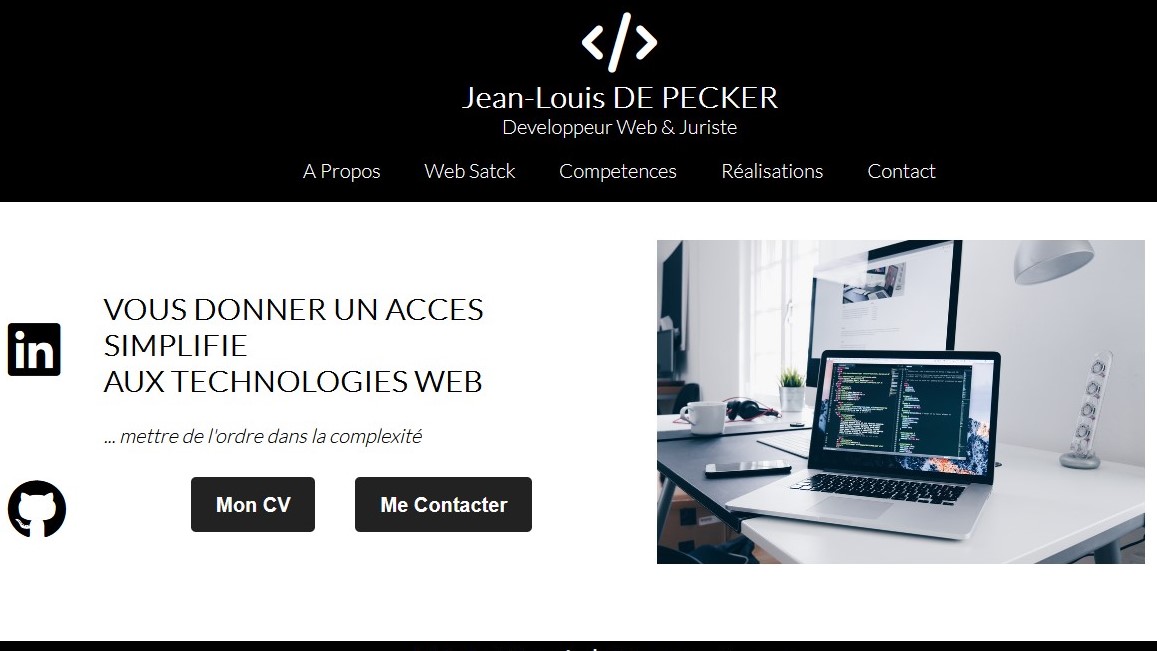 </>
Jean-Louis DE PECKER
Developpeur Web & Juriste
A Propos Web Satck Competences Réalisations Contact
VOUS DONNER UN ACCES
SIMPLIFIE
AUX TECHNOLOGIES WEB
... mettre de l'ordre dans la complexité
in
Mon CV Me Contacter